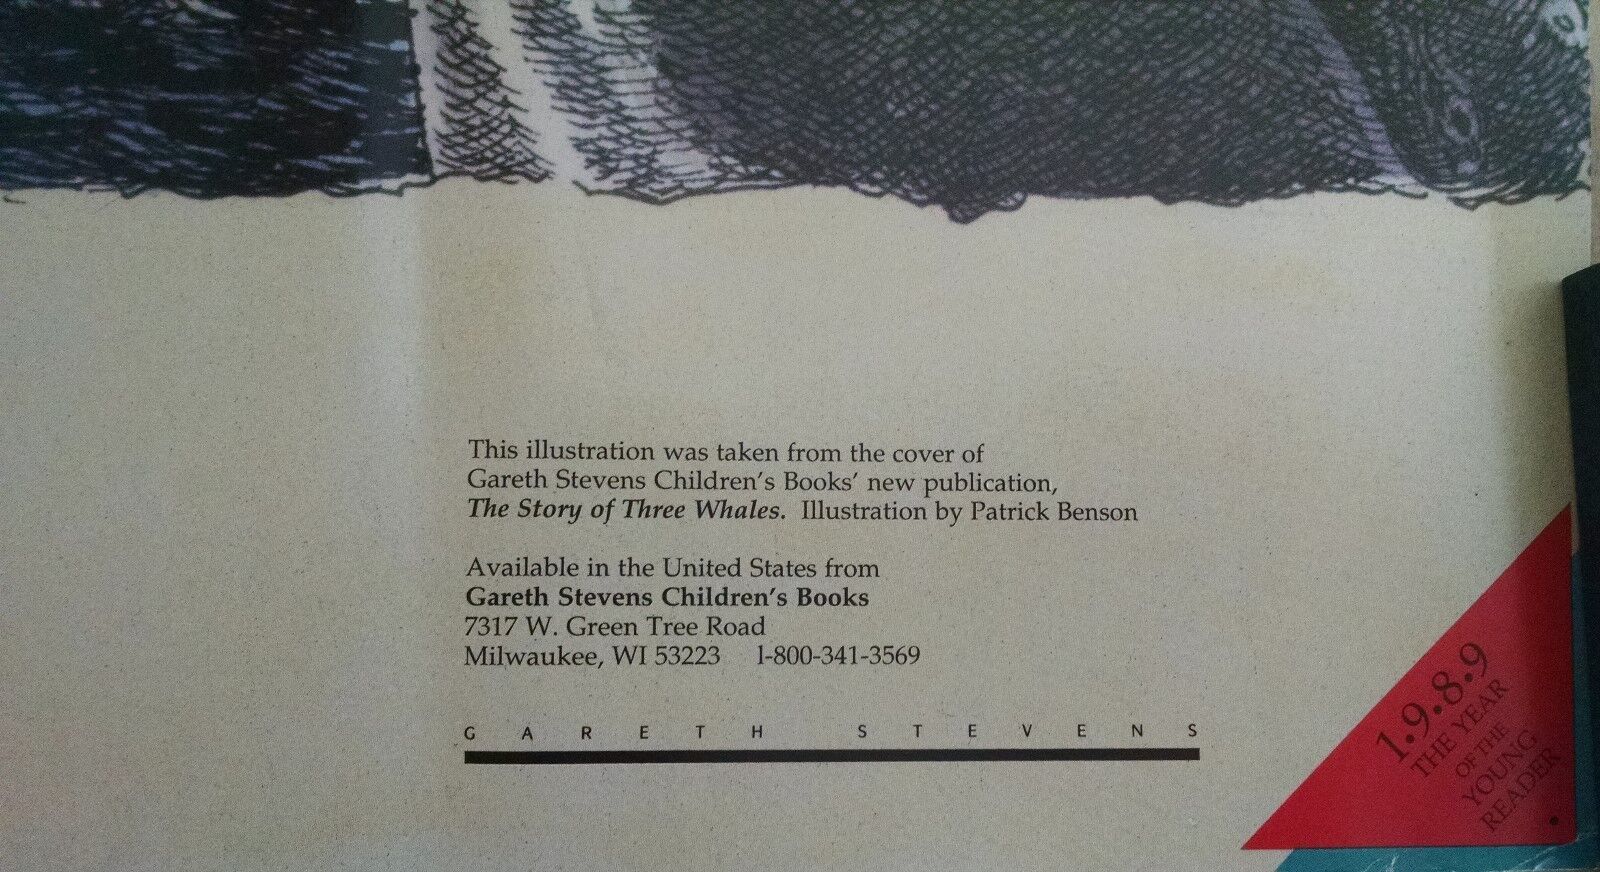 This illustration was taken from the cover of
Gareth Stevens Children's Books' new publication,
The Story of Three Whales. Illustration by Patrick Benson
Available in the United States from
Gareth Stevens Children's Books
7317 W. Green Tree Road
Milwaukee, WI 53223 1-800-341-3569
GARETH STEVENS
1.9.8.9
THE YEAR
OF THE
YOUNG
READER